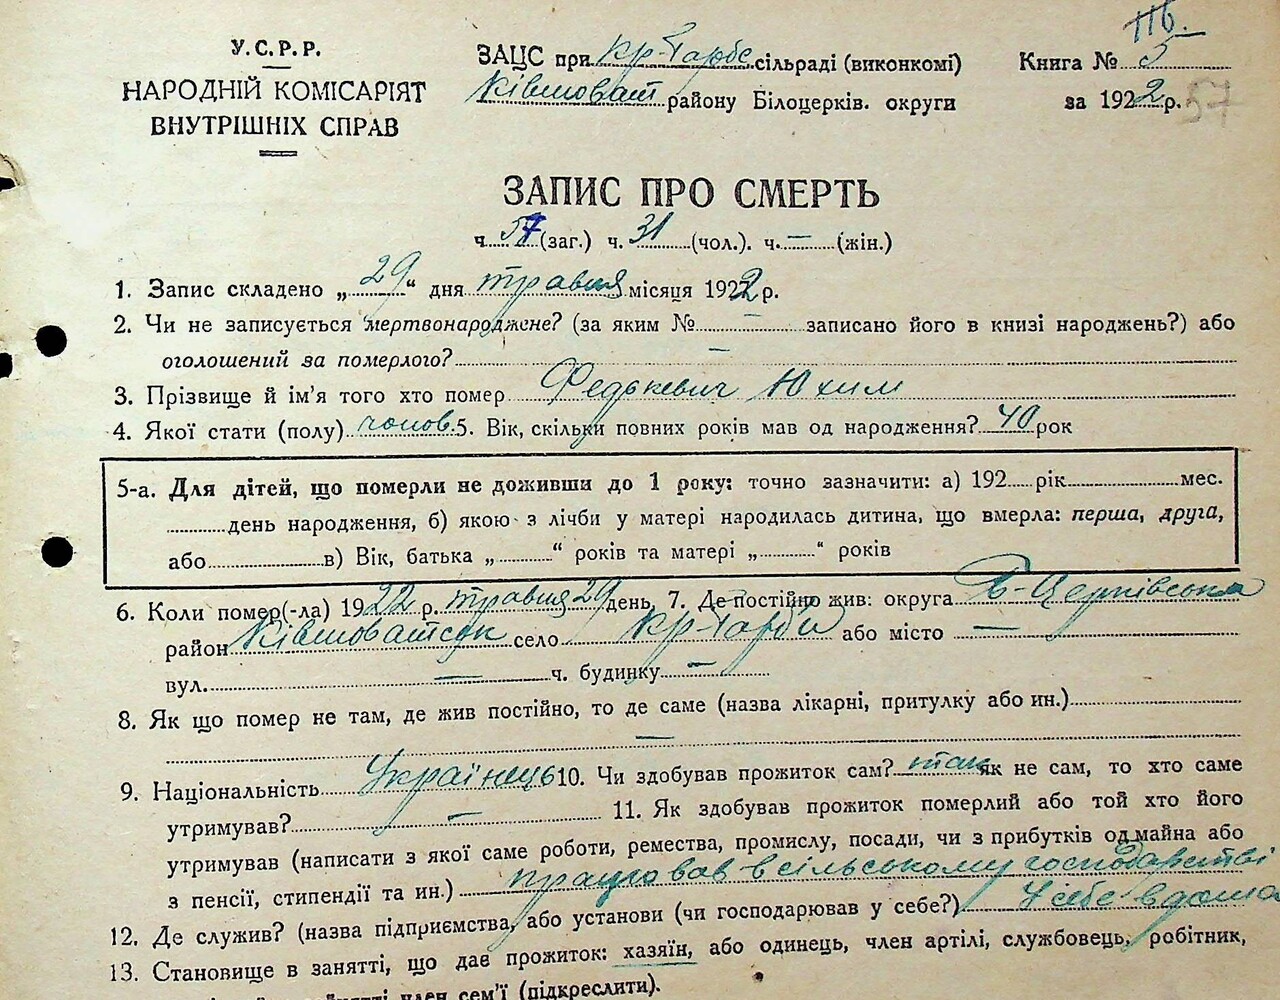 ІІб.
У.С.Р.Р.
НАРОДНІЙ КОМІСАРІЯТ
ВНУТРІШНІХ СПРАВ
ЗАЦС при Кр-Гарбс. сільраді (виконкомі)
Ківшоват районy Білоцерків. округи
Книга № 5
за 1922 р.
57
ЗАПИС ПРО СМЕРТЬ
ч. 57 (заг.) ч. 31 (чол.). ч. — (жін.)
1. Запис складено „ 29 “ дня травня місяця 1922 р.
2. Чи не записується мертвонароджене? (за яким № — записано його в книзі народжень?) або
оголошений за померлого? —
3. Прізвище й ім'я того хто помер Федькевич Юхим
4. Якої стати (полу) чолов. 5. Вік, скільки повних років мав од народження? 40 рок
5-а. Для дітей, що померли не доживши до 1 року: точно зазначити: а) 192 рік мес.
день народження, б) якою з лічби у матері народилась дитина, що вмерла: перша, друга,
або в) Вік, батька „ “ років та матері „ “ років
6. Коли помер(-ла) 1922 р. травня 29 день, 7. Де постійно жив: округа Б-Церківська
район Ківшоватськ село Кр-Гарби або місто —
вул. — ч. будинку —
8. Як що помер не там, де жив постійно, то де саме (назва лікарні, притулку або ин.)
—
9. Національність Українець 10. Чи здобував прожиток сам? так як не сам, то хто саме
утримував? — 11. Як здобував прожиток померлий або той хто його
утримував (написати з якої саме роботи, ремества, промислу, посади, чи з прибутків од майна або
з пенсії, стипендії та ин.) працював в сільському господарстві
12. Де служив? (назва підприємства, або установи (чи господарював у себе?) У себе вдома
13. Становище в занятті, що дає прожиток: хазяїн, або одинець, член артілі, службовець, робітник,
член сем'ї (підкреслити).